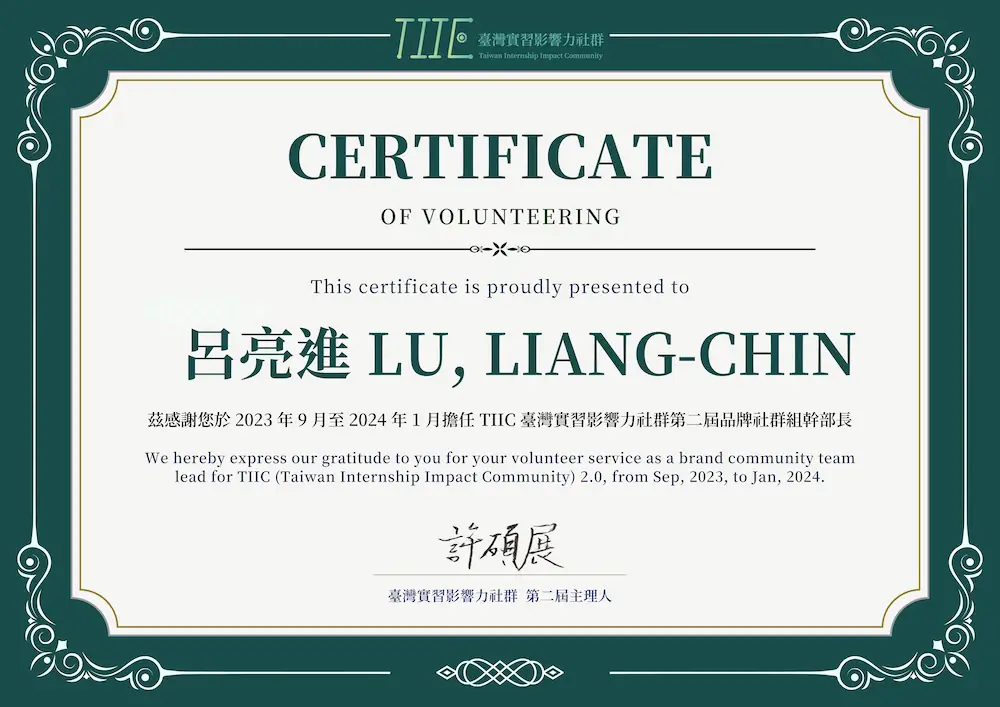 TIIC 臺灣實習影響力社群
Taiwan Internship Impact Community
CERTIFICATE
OF VOLUNTEERING
This certificate is proudly presented to
呂亮進 LU, LIANG-CHIN
茲感謝您於 2023 年 9 月至 2024 年 1 月擔任 TIIC 臺灣實習影響力社群第二屆品牌社群組幹部長
We hereby express our gratitude to you for your volunteer service as a brand community team
lead for TIIC (Taiwan Internship Impact Community) 2.0, from Sep, 2023, to Jan, 2024.
許碩展
臺灣實習影響力社群 第二屆主理人